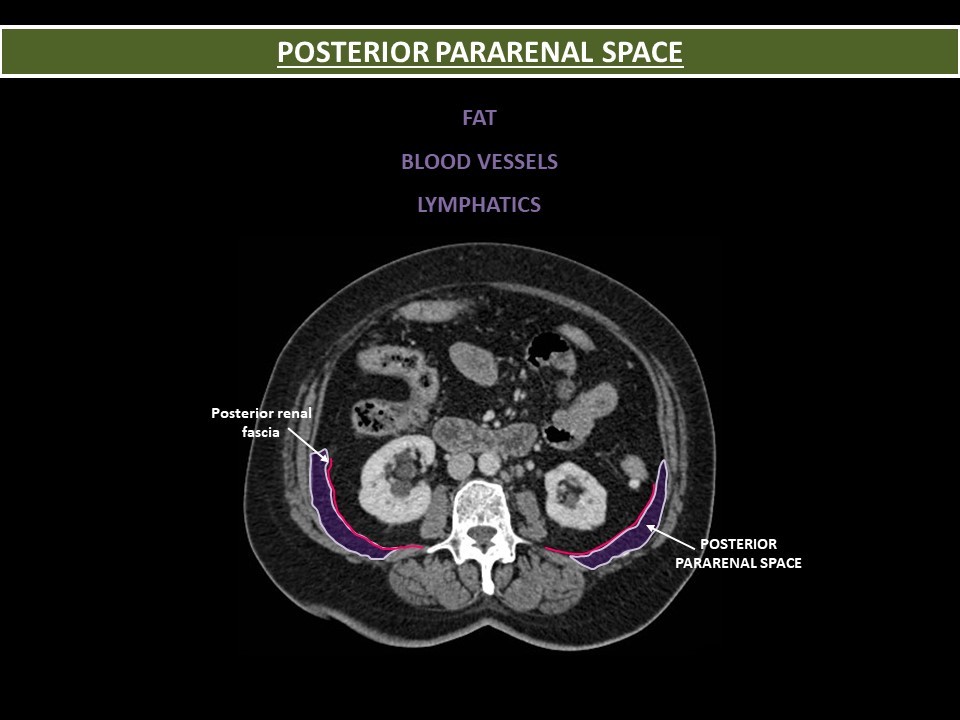 POSTERIOR PARARENAL SPACE
FAT
BLOOD VESSELS
LYMPHATICS
Posterior renal
fascia
POSTERIOR
PARARENAL SPACE